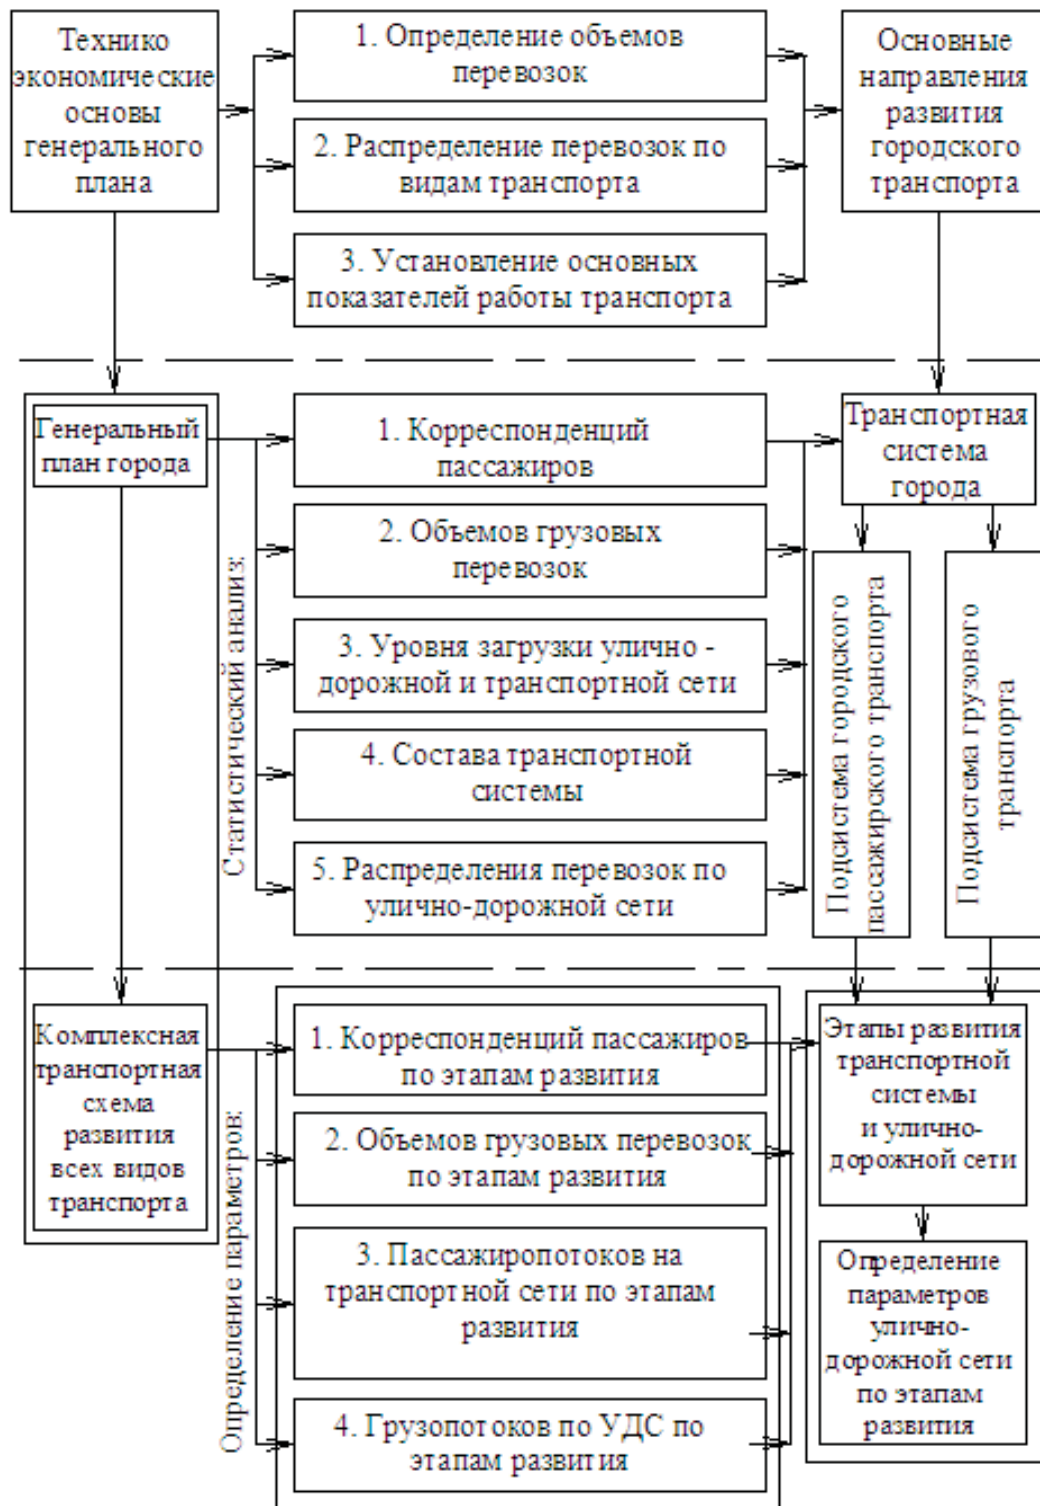 Технико
экономические
основы
генерального
плана
1. Определение объемов
перевозок
2. Распределение перевозок по
видам транспорта
3. Установление основных
показателей работы транспорта
Основные
направления
развития
городского
транспорта
Генеральный
план города
Статистический анализ:
1. Корреспонденций
пассажиров
2. Объемов грузовых
перевозок
3. Уровня загрузки улично -
дорожной и транспортной сети
4. Состава транспортной
системы
5. Распределения перевозок по
улично-дорожной сети
Транспортная
система
города
Подсистема городского
пассажирского транспорта
Подсистема грузового
транспорта
Комплексная
транспортная
схема
развития
всех видов
транспорта
Определение параметров:
1. Корреспонденций пассажиров
по этапам развития
2. Объемов грузовых перевозок
по этапам развития
3. Пассажиропотоков на
транспортной сети по этапам
развития
4. Грузопотоков по УДС по
этапам развития
Этапы развития
транспортной
системы
и улично-
дорожной сети
Определение
параметров
улично-
дорожной сети
по этапам
развития